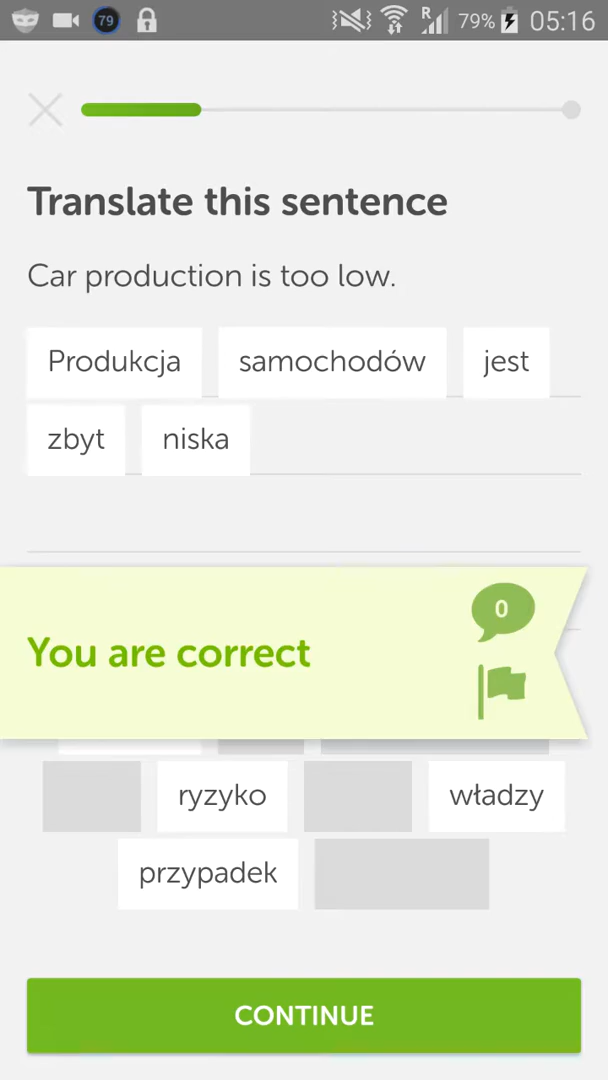 79 R 79% 05:16
Translate this sentence
Car production is too low.
Produkcja samochodów jest
zbyt niska
0
You are correct
ryzyko władzy
przypadek
CONTINUE